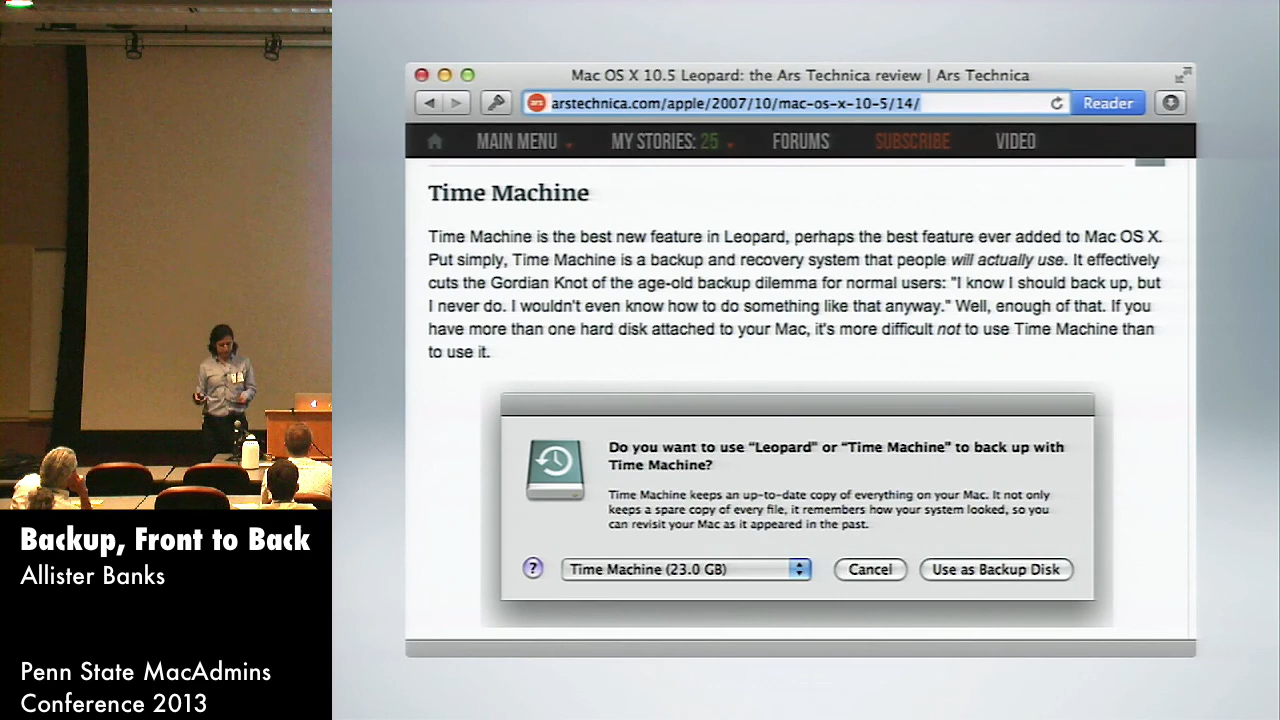 Mac OS X 10.5 Leopard: the Ars Technica review | Ars Technica
ars
arstechnica.com/apple/2007/10/mac-os-x-10-5/14/
Reader
MAIN MENU
MY STORIES: 25
FORUMS
SUBSCRIBE
VIDEO
Time Machine
Time Machine is the best new feature in Leopard, perhaps the best feature ever added to Mac OS X.
Put simply, Time Machine is a backup and recovery system that people will actually use. It effectively
cuts the Gordian Knot of the age-old backup dilemma for normal users: "I know I should back up, but
I never do. I wouldn't even know how to do something like that anyway." Well, enough of that. If you
have more than one hard disk attached to your Mac, it's more difficult not to use Time Machine than
to use it.
Do you want to use “Leopard” or “Time Machine” to back up with
Time Machine?
Time Machine keeps an up-to-date copy of everything on your Mac. It not only
keeps a spare copy of every file, it remembers how your system looked, so you
can revisit your Mac as it appeared in the past.
?
Time Machine (23.0 GB)
Cancel
Use as Backup Disk
Backup, Front to Back
Allister Banks
Penn State MacAdmins
Conference 2013